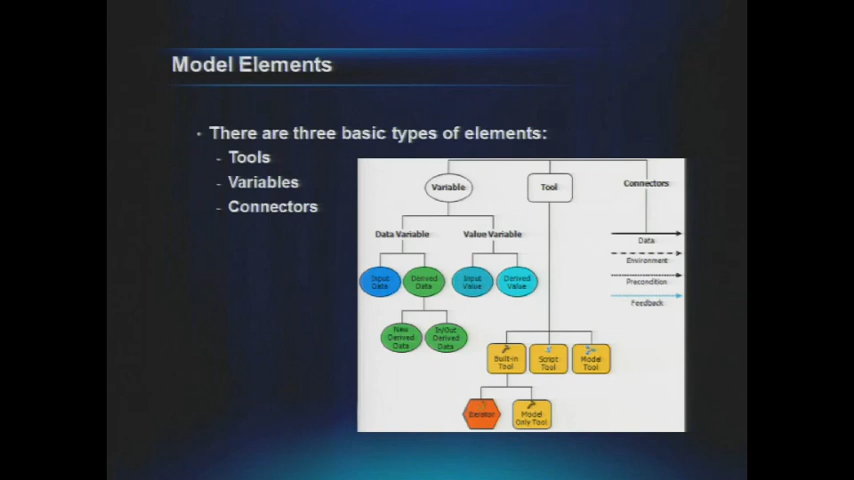 Model Elements
• There are three basic types of elements:
- Tools
- Variables
- Connectors
Variable
Tool
Connectors
Data Variable
Value Variable
Data
Environment
Precondition
Feedback
Input
Data
Derived
Data
Input
Value
Derived
Value
New
Derived
Data
In/Out
Derived
Data
Built-in
Tool
Script
Tool
Model
Tool
Iterator
Model
Only Tool